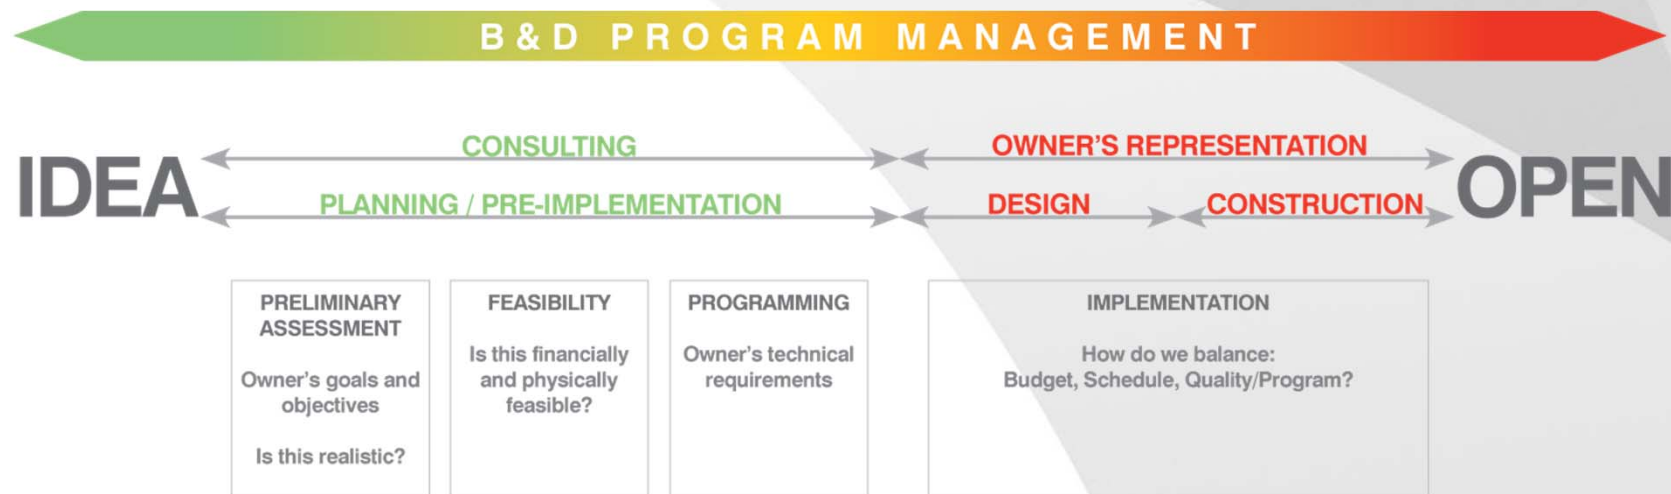 B&D PROGRAM MANAGEMENT
IDEA
CONSULTING
OWNER'S REPRESENTATION
OPEN
PLANNING / PRE-IMPLEMENTATION
DESIGN
CONSTRUCTION
PRELIMINARY
ASSESSMENT
Owner's goals and
objectives
Is this realistic?
FEASIBILITY
Is this financially
and physically
feasible?
PROGRAMMING
Owner's technical
requirements
IMPLEMENTATION
How do we balance:
Budget, Schedule, Quality/Program?